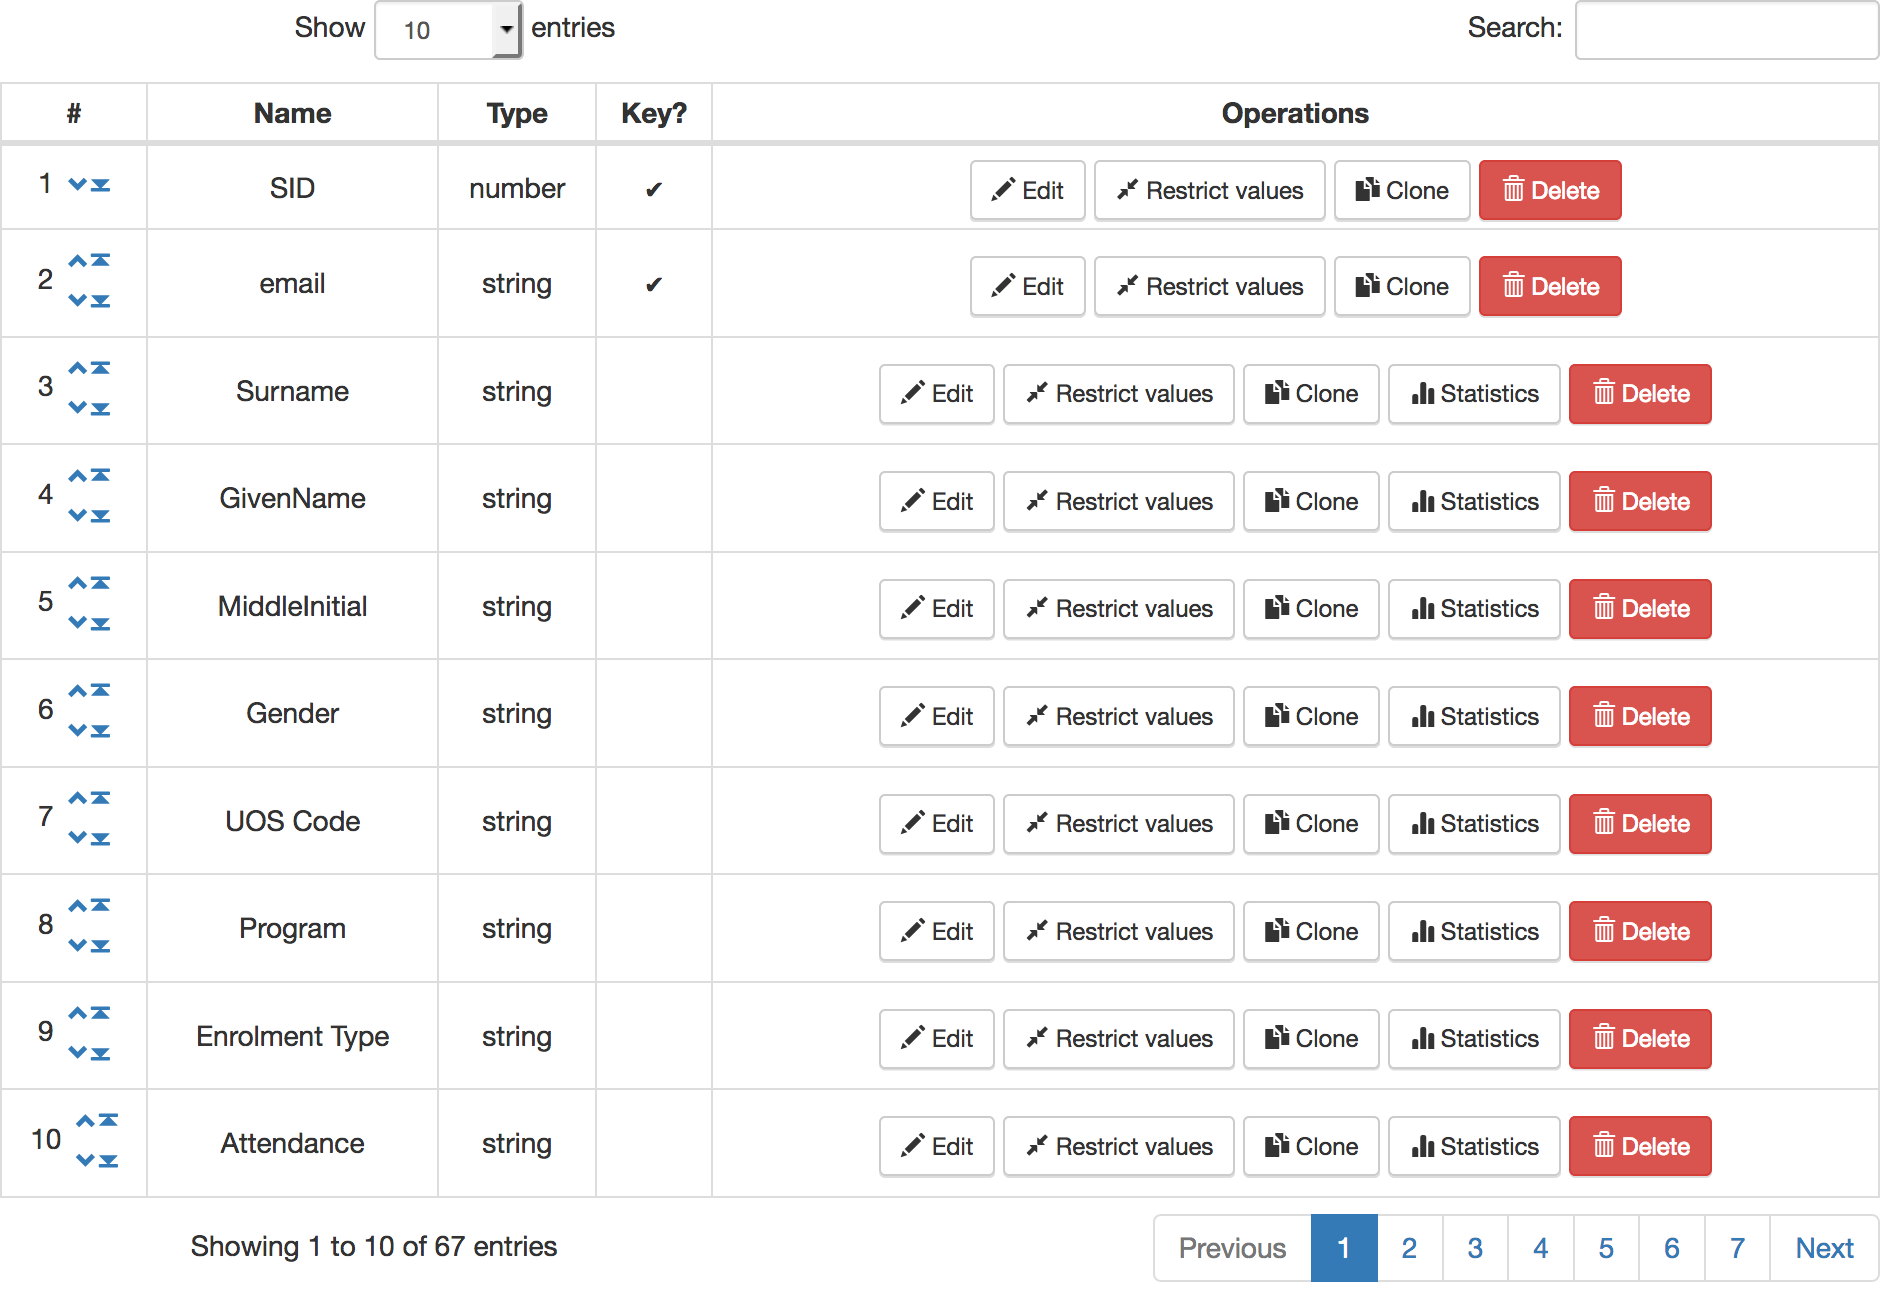 Show 10 entries Search:
# Name Type Key? Operations
1 SID number ✔ Edit Restrict values Clone Delete
2 email string ✔ Edit Restrict values Clone Delete
3 Surname string Edit Restrict values Clone Statistics Delete
4 GivenName string Edit Restrict values Clone Statistics Delete
5 MiddleInitial string Edit Restrict values Clone Statistics Delete
6 Gender string Edit Restrict values Clone Statistics Delete
7 UOS Code string Edit Restrict values Clone Statistics Delete
8 Program string Edit Restrict values Clone Statistics Delete
9 Enrolment Type string Edit Restrict values Clone Statistics Delete
10 Attendance string Edit Restrict values Clone Statistics Delete
Showing 1 to 10 of 67 entries Previous 1 2 3 4 5 6 7 Next